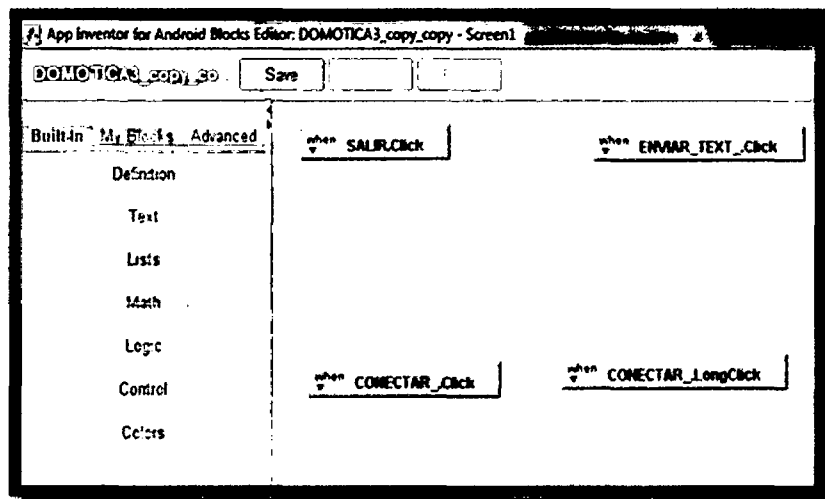 App Inventor for Android Blocks Editor: DOMOTICA3_copy_copy - Screen1
DOMOTICA3_copy_co... Save
Built-In My Blocks Advanced
Definition
Text
Lists
Math
Logic
Control
Colors
when SALIR.Click
when ENVIAR_TEXT_.Click
when CONECTAR_.Click
when CONECTAR_.LongClick